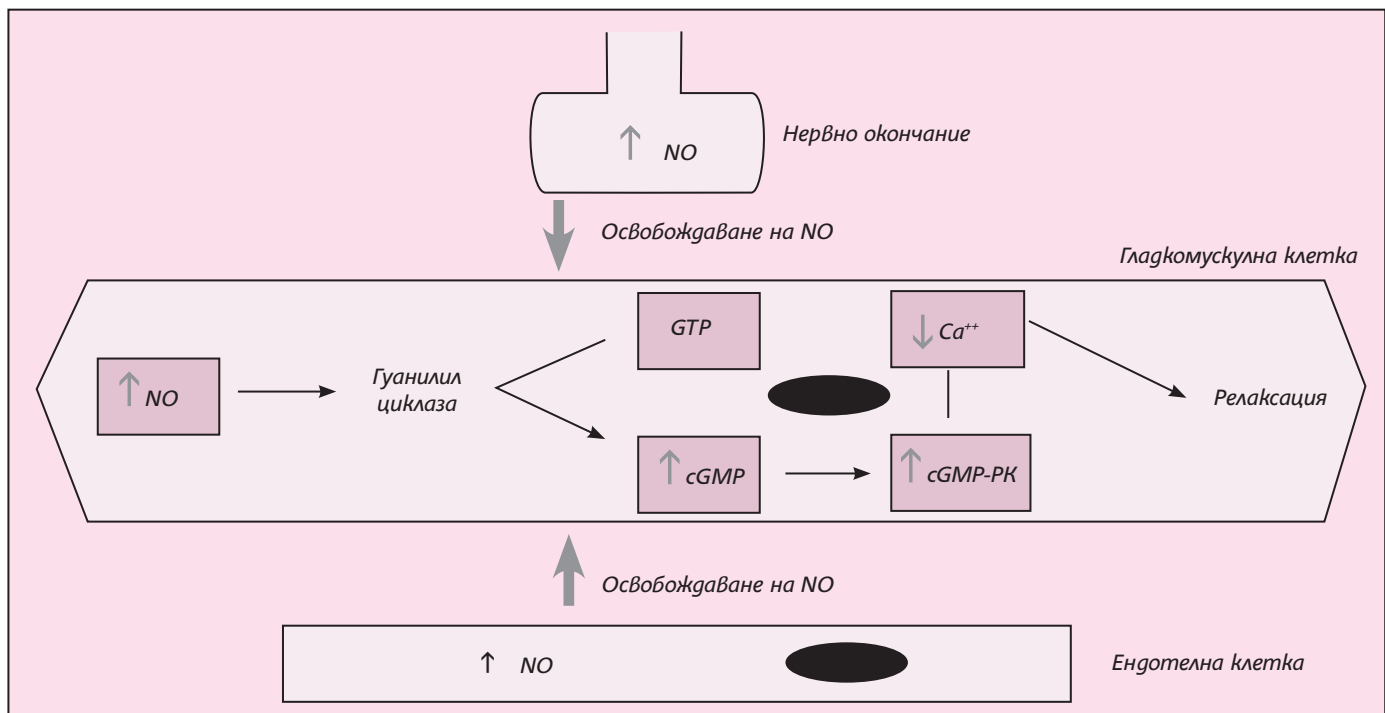 ↑ NO
Нервно окончание
Освобождаване на NO
Гладкомускулна клетка
GTP
↓ Ca⁺⁺
↑ NO
Гуанилил
циклаза
Релаксация
↑ cGMP
↑ cGMP-РК
Освобождаване на NO
↑ NO
Ендотелна клетка